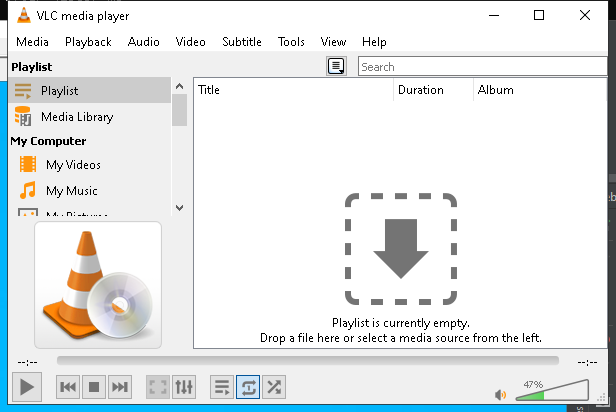 VLC media player
Media Playback Audio Video Subtitle Tools View Help
Playlist
Search
Playlist
Title Duration Album
Media Library
My Computer
My Videos
My Music
My Pictures
Playlist is currently empty.
Drop a file here or select a media source from the left.
--:-- --:--
47%